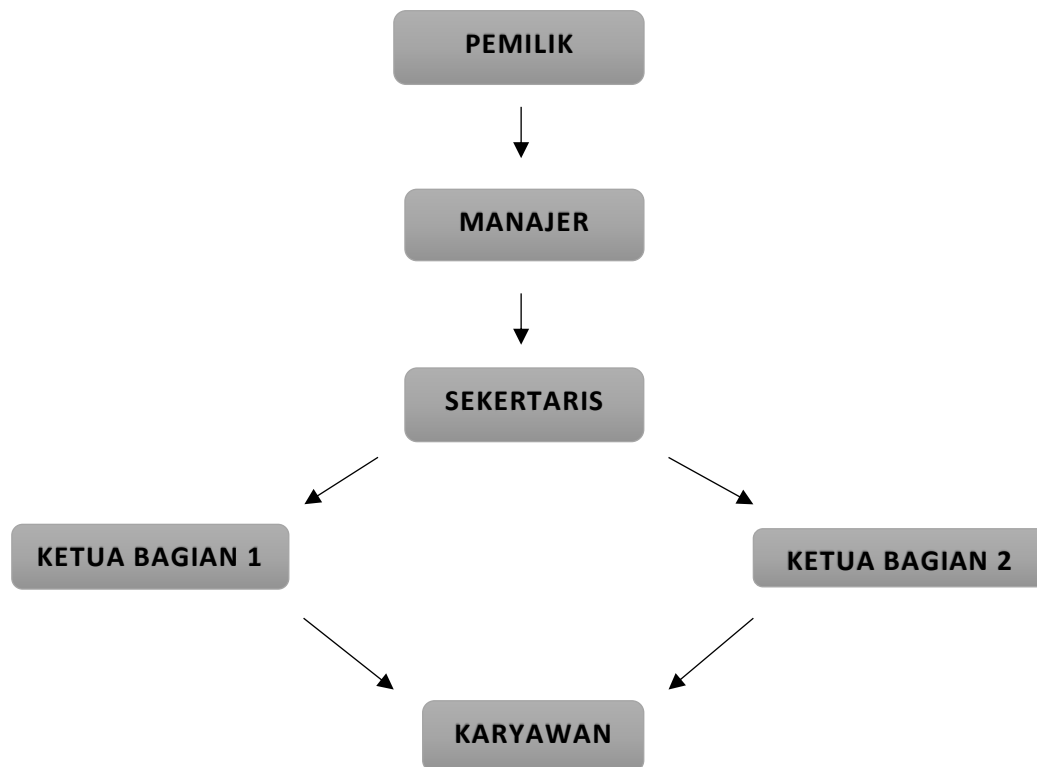 PEMILIK
MANAJER
SEKERTARIS
KETUA BAGIAN 1
KETUA BAGIAN 2
KARYAWAN